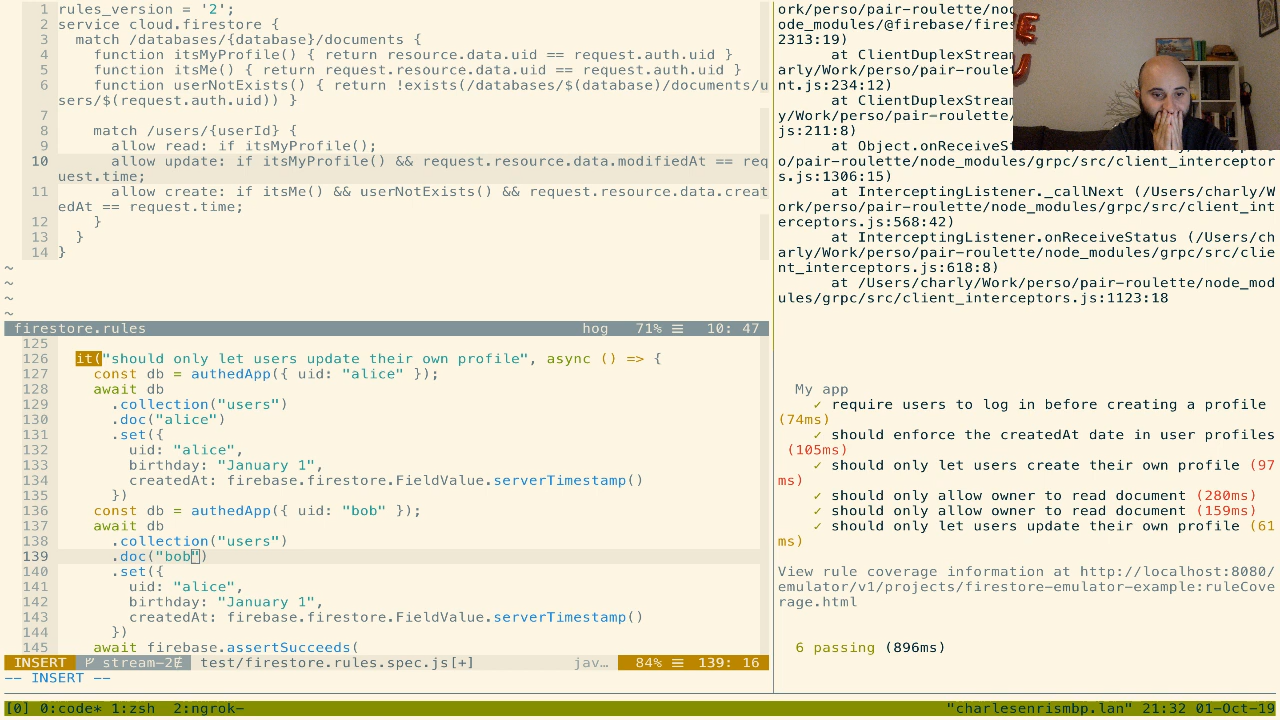 1 rules_version = '2';
2 service cloud.firestore {
3   match /databases/{database}/documents {
4     function itsMyProfile() { return resource.data.uid == request.auth.uid }
5     function itsMe() { return request.resource.data.uid == request.auth.uid }
6     function userNotExists() { return !exists(/databases/$(database)/documents/u
sers/$(request.auth.uid)) }
7
8     match /users/{userId} {
9       allow read: if itsMyProfile();
10       allow update: if itsMyProfile() && request.resource.data.modifiedAt == req
uest.time;
11       allow create: if itsMe() && userNotExists() && request.resource.data.creat
edAt == request.time;
12     }
13   }
14 }
~
~
~
~
firestore.rules hog 71% ☰ 10: 47
125
126   it("should only let users update their own profile", async () => {
127     const db = authedApp({ uid: "alice" });
128     await db
129       .collection("users")
130       .doc("alice")
131       .set({
132         uid: "alice",
133         birthday: "January 1",
134         createdAt: firebase.firestore.FieldValue.serverTimestamp()
135       })
136     const db = authedApp({ uid: "bob" });
137     await db
138       .collection("users")
139       .doc("bob")
140       .set({
141         uid: "alice",
142         birthday: "January 1",
143         createdAt: firebase.firestore.FieldValue.serverTimestamp()
144       })
145     await firebase.assertSucceeds(
INSERT stream-2 test/firestore.rules.spec.js[+] jav… 84% ☰ 139: 16
-- INSERT --
ork/perso/pair-roulette/no
ode_modules/@firebase/fires
2313:19)
at ClientDuplexStream
arly/Work/perso/pair-roulet
nt.js:234:12)
at ClientDuplexStream
y/Work/perso/pair-roulette/
js:211:8)
at Object.onReceiveSt
o/pair-roulette/node_modules/grpc/src/client_interceptor
s.js:1306:15)
at InterceptingListener._callNext (/Users/charly/W
ork/perso/pair-roulette/node_modules/grpc/src/client_int
erceptors.js:568:42)
at InterceptingListener.onReceiveStatus (/Users/ch
arly/Work/perso/pair-roulette/node_modules/grpc/src/clie
nt_interceptors.js:618:8)
at /Users/charly/Work/perso/pair-roulette/node_mod
ules/grpc/src/client_interceptors.js:1123:18
My app
✓ require users to log in before creating a profile
(74ms)
✓ should enforce the createdAt date in user profiles
(105ms)
✓ should only let users create their own profile (97
ms)
✓ should only allow owner to read document (280ms)
✓ should only allow owner to read document (159ms)
✓ should only let users update their own profile (61
ms)
View rule coverage information at http://localhost:8080/
emulator/v1/projects/firestore-emulator-example:ruleCove
rage.html
6 passing (896ms)
[0] 0:code* 1:zsh 2:ngrok- "charlesenrismbp.lan" 21:32 01-Oct-19